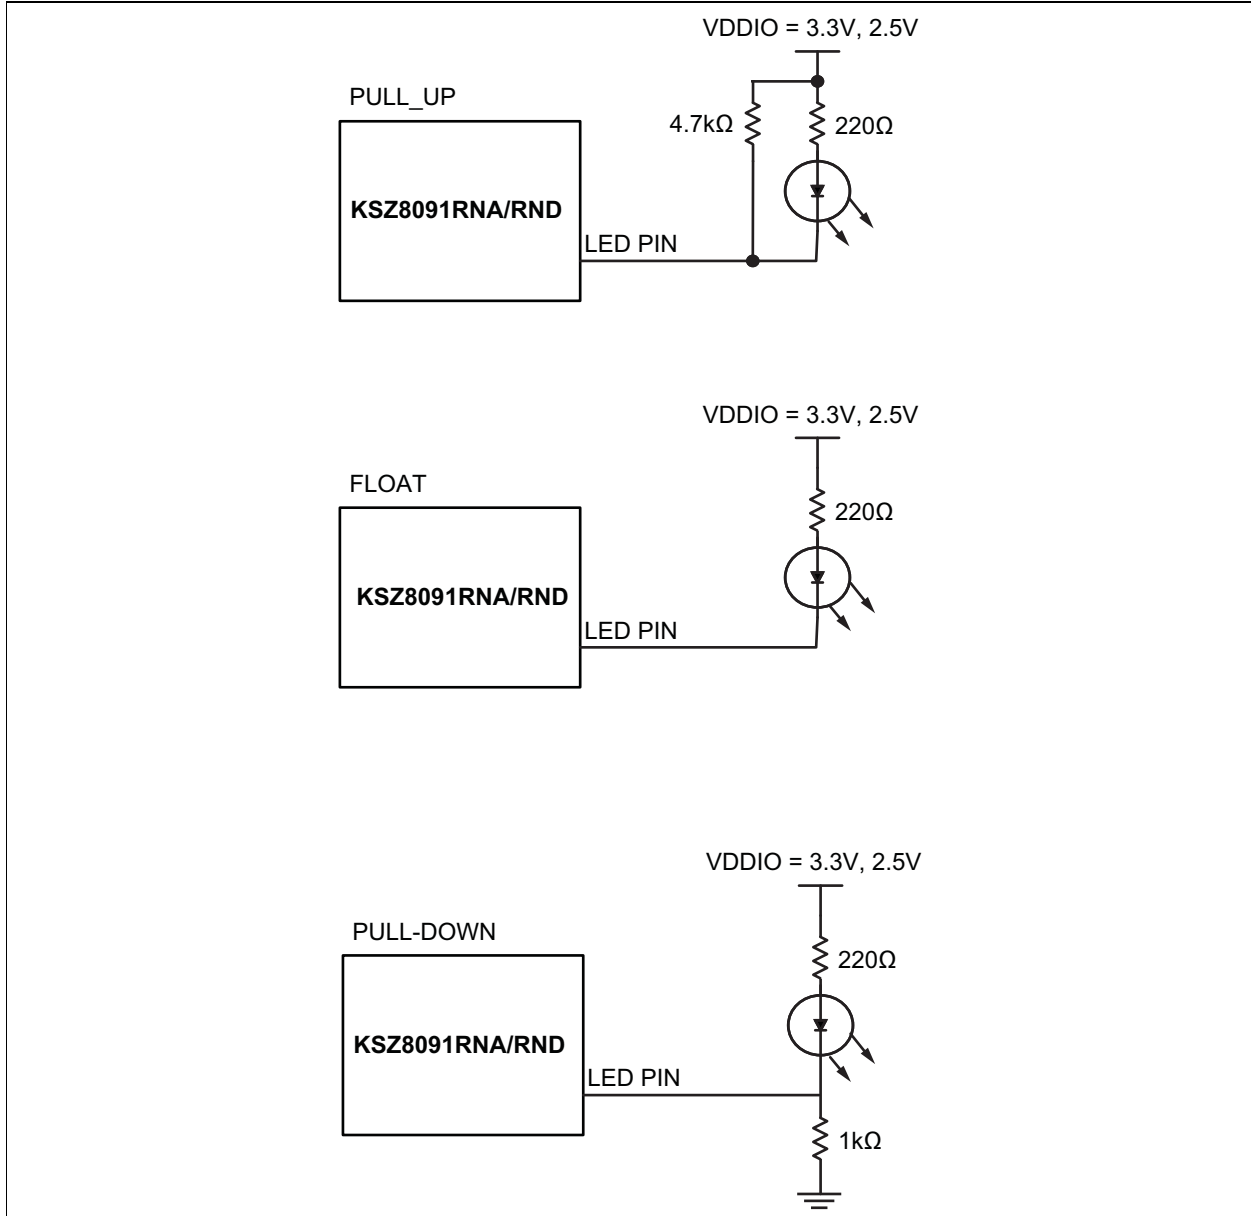 VDDIO = 3.3V, 2.5V
PULL_UP
4.7kΩ
220Ω
KSZ8091RNA/RND
LED PIN
VDDIO = 3.3V, 2.5V
FLOAT
220Ω
KSZ8091RNA/RND
LED PIN
VDDIO = 3.3V, 2.5V
PULL-DOWN
220Ω
KSZ8091RNA/RND
LED PIN
1kΩ